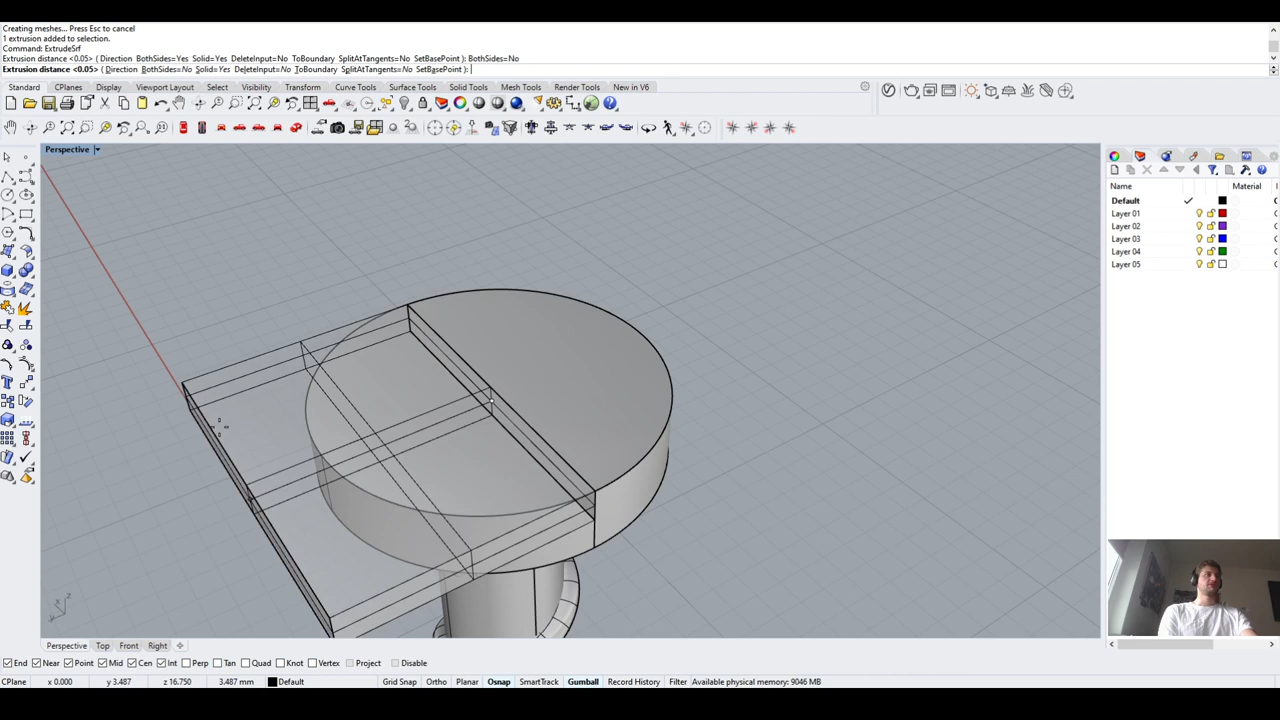 Creating meshes... Press Esc to cancel
1 extrusion added to selection.
Command: ExtrudeSrf
Extrusion distance <0.05> ( Direction BothSides=Yes Solid=Yes DeleteInput=No ToBoundary SplitAtTangents=No SetBasePoint ): BothSides=No
Extrusion distance <0.05> ( Direction BothSides=No Solid=Yes DeleteInput=No ToBoundary SplitAtTangents=No SetBasePoint ):
Standard CPlanes Display Viewport Layout Select Visibility Transform Curve Tools Surface Tools Mesh Tools Render Tools New in V6
Perspective
Name Material
Default
Layer 01
Layer 02
Layer 03
Layer 04
Layer 05
z
x
y
Perspective Top Front Right
End Near Point Mid Cen Int Perp Tan Quad Knot Vertex Project Disable
CPlane x 0.000 y 3.487 z 16.750 3.487 mm Default Grid Snap Ortho Planar Osnap SmartTrack Gumball Record History Filter Available physical memory: 9046 MB